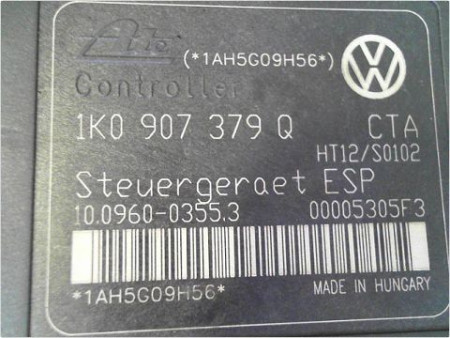 Ate (*1AH5G09H56*)
Controller
1K0 907 379 Q CTA
HT12/S0102
Steuergeraet ESP
10.0960-0355.3 00005305F3
*1AH5G09H56*
MADE IN HUNGARY